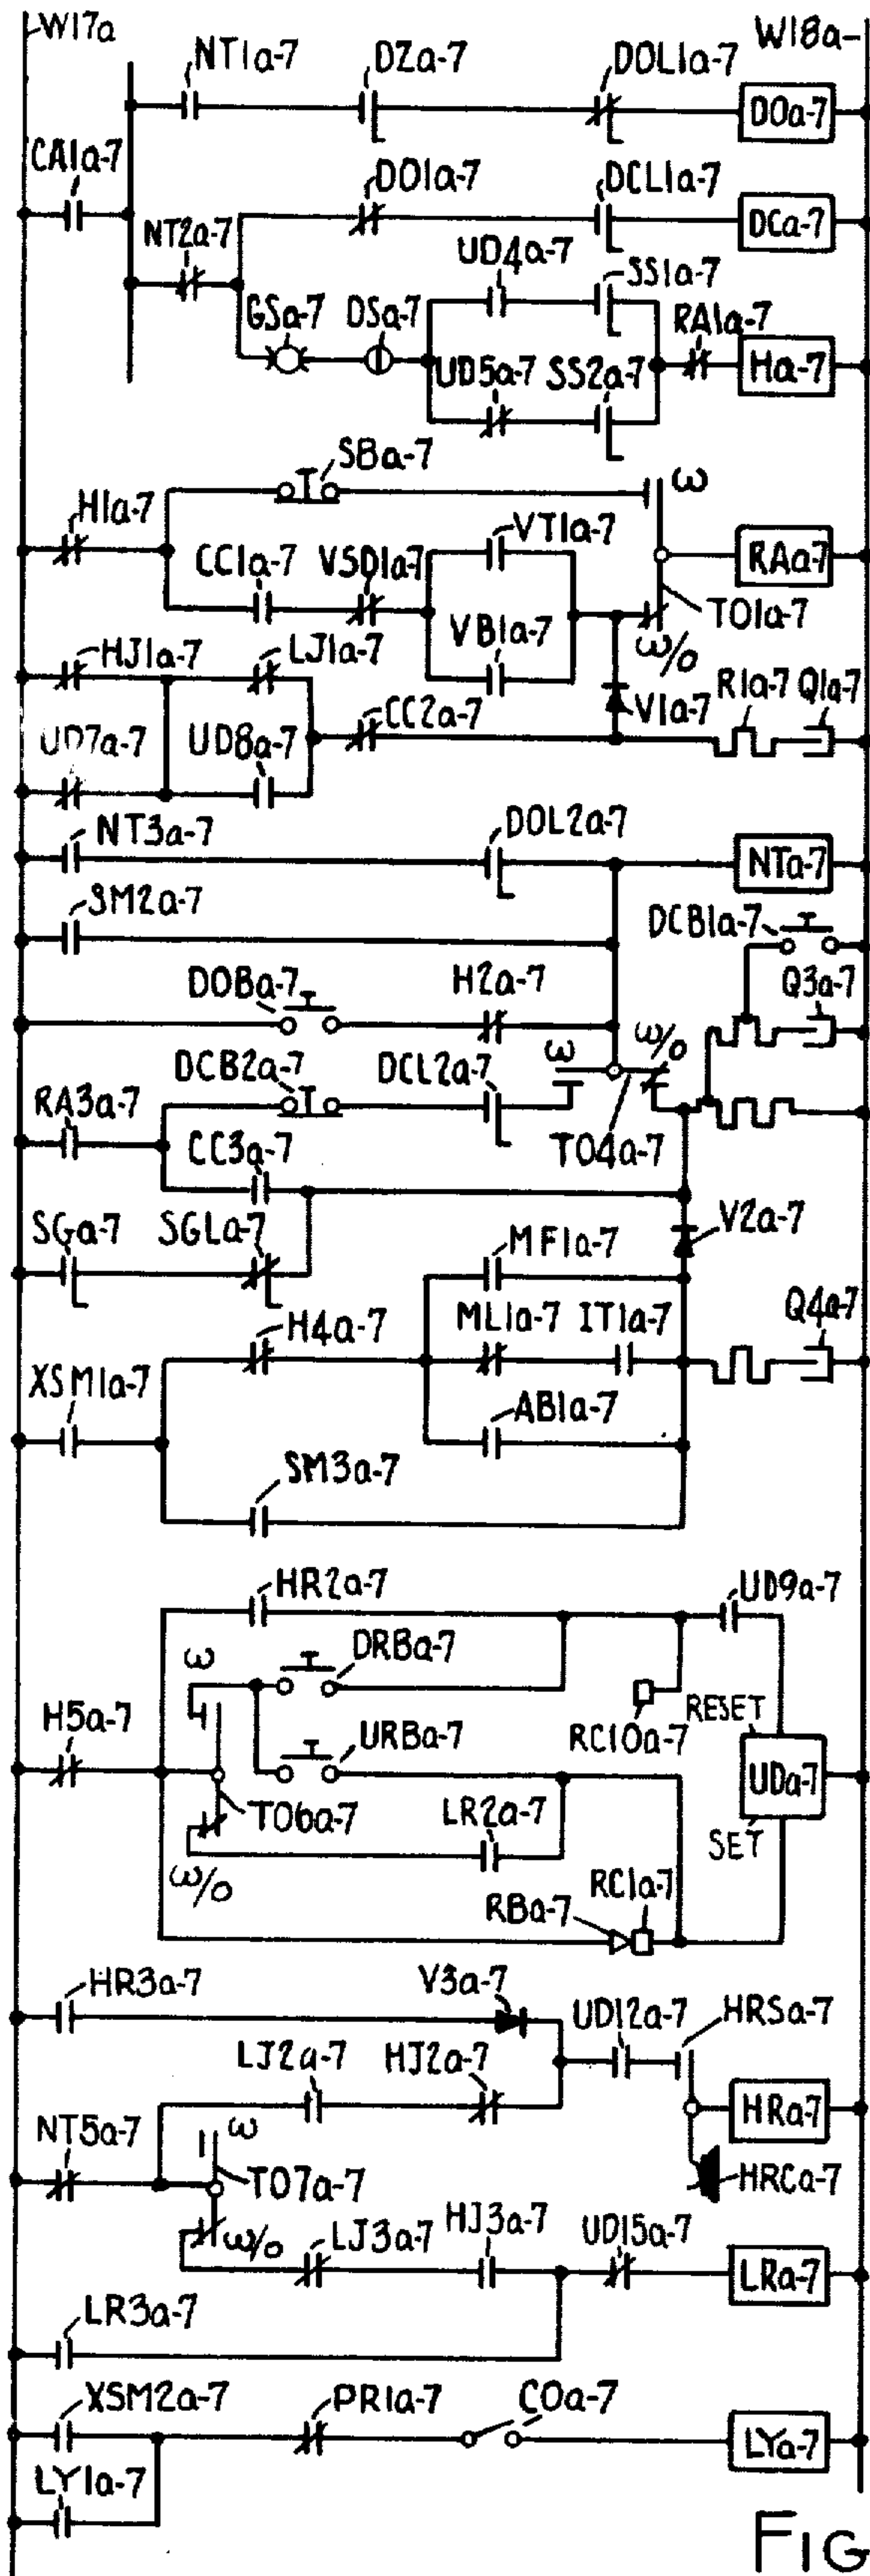 W17a W18a
NT1a-7 DZa-7 DOL1a-7
DOa-7
CA1a-7
DO1a-7 DCL1a-7
DCa-7
NT2a-7 UD4a-7 SS1a-7
GSa-7 DSa-7 RA1a-7
UD5a-7 SS2a-7 Ha-7
SBa-7 ω
H1a-7 VT1a-7
CC1a-7 VSD1a-7 RAa-7
TO1a-7
VB1a-7 ω/o
HJ1a-7 LJ1a-7 R1a-7 Q1a-7
CC2a-7 V1a-7
UD7a-7 UD8a-7
NT3a-7 DOL2a-7
NTa-7
SM2a-7 DCB1a-7
DOBa-7 H2a-7 Q3a-7
DCB2a-7 DCL2a-7 ω ω/o
RA3a-7
CC3a-7 TO4a-7
SGa-7 SGLa-7 MF1a-7 V2a-7
H4a-7 ML1a-7 IT1a-7 Q4a-7
XSM1a-7 AB1a-7
SM3a-7
HR2a-7 UD9a-7
ω DRBa-7
H5a-7 RC10a-7 RESET
URBa-7 UDa-7
TO6a-7 LR2a-7 SET
ω/o RBa-7 RC1a-7
HR3a-7 V3a-7 UD12a-7 HRSa-7
LJ2a-7 HJ2a-7
HRa-7
NT5a-7 ω
TO7a-7 HRCa-7
ω/o LJ3a-7 HJ3a-7 UD15a-7
LRa-7
LR3a-7
XSM2a-7 PR1a-7 COa-7
LYa-7
LY1a-7
FIG